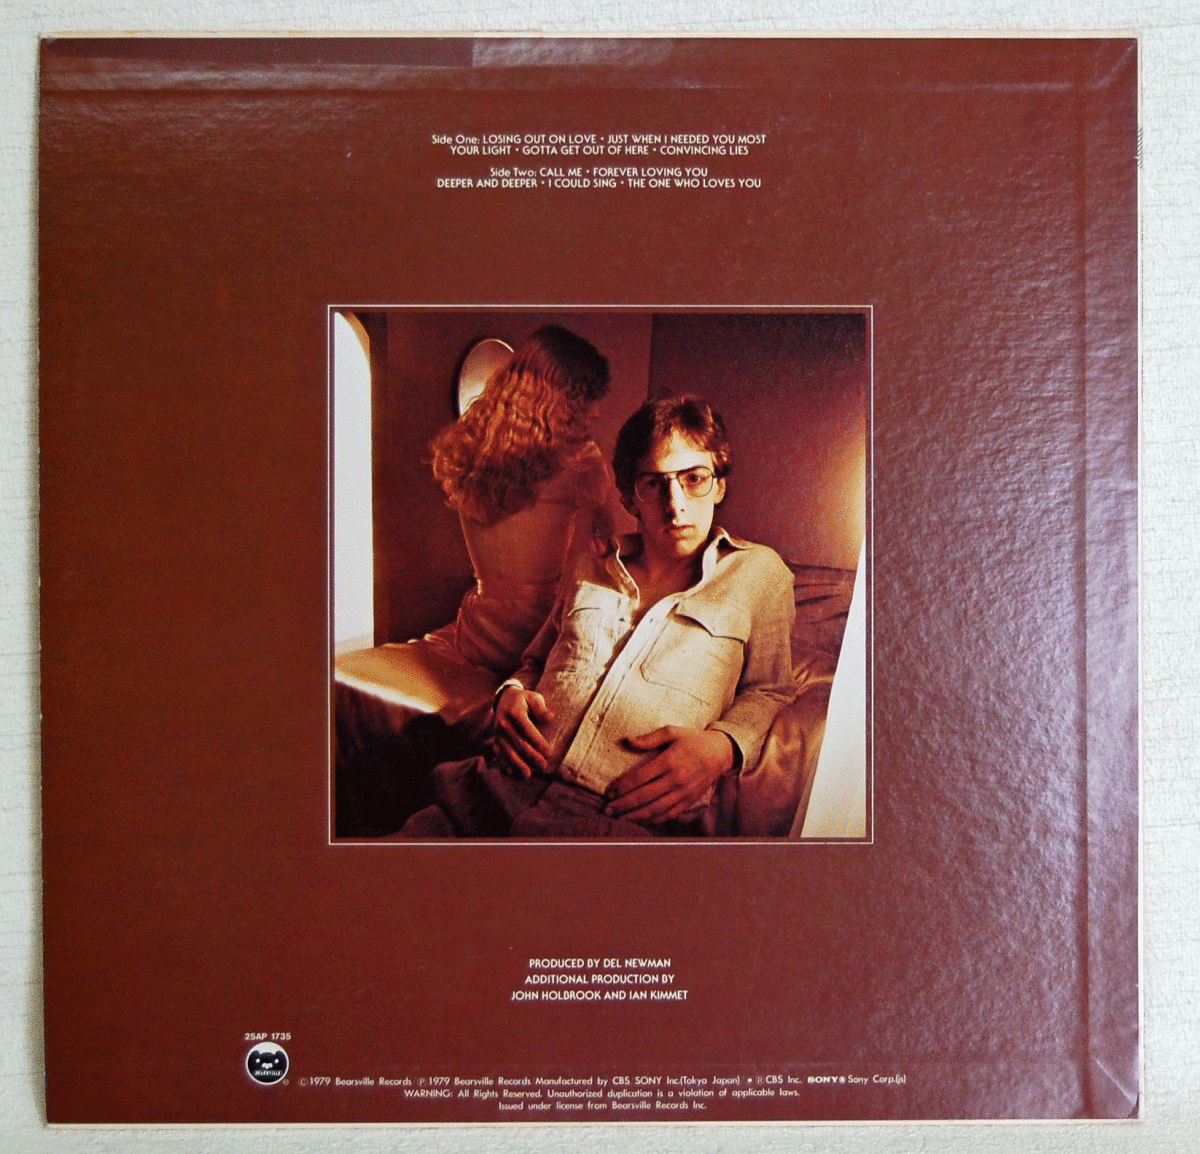 Side One: LOSING OUT ON LOVE • JUST WHEN I NEEDED YOU MOST
YOUR LIGHT • GOTTA GET OUT OF HERE • CONVINCING LIES
Side Two: CALL ME • FOREVER LOVING YOU
DEEPER AND DEEPER • I COULD SING • THE ONE WHO LOVES YOU
PRODUCED BY DEL NEWMAN
ADDITIONAL PRODUCTION BY
JOHN HOLBROOK AND IAN KIMMET
25AP 1735
©1979 Bearsville Records ℗ 1979 Bearsville Records Manufactured by CBS SONY Inc.(Tokyo Japan) • ® CBS Inc. SONY® Sony Corp.(js)
WARNING: All Rights Reserved. Unauthorized duplication is a violation of applicable laws.
Issued under license from Bearsville Records Inc.